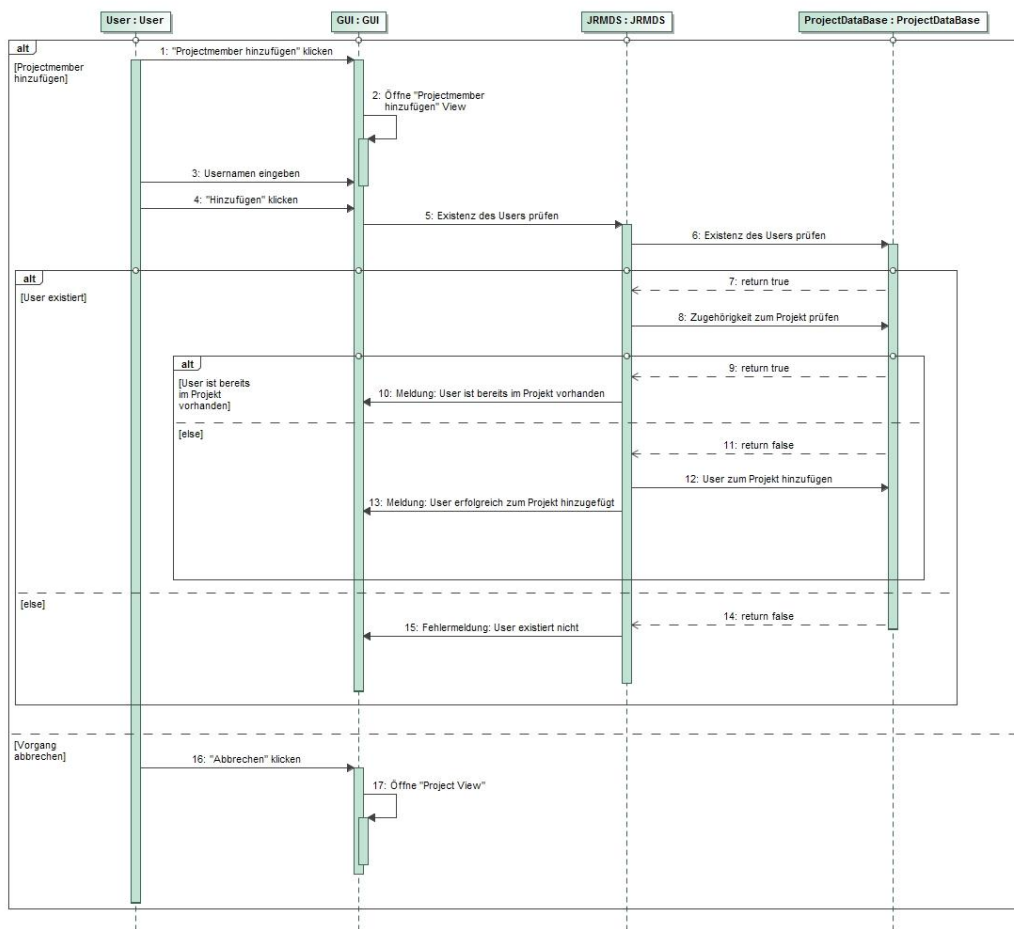 User : User
GUI : GUI
JRMDS : JRMDS
ProjectDataBase : ProjectDataBase
alt
[Projectmember
hinzufügen]
1: "Projectmember hinzufügen" klicken
2: Öffne "Projectmember
hinzufügen" View
3: Usernamen eingeben
4: "Hinzufügen" klicken
5: Existenz des Users prüfen
6: Existenz des Users prüfen
alt
[User existiert]
7: return true
8: Zugehörigkeit zum Projekt prüfen
alt
[User ist bereits
im Projekt
vorhanden]
9: return true
10: Meldung: User ist bereits im Projekt vorhanden
[else]
11: return false
12: User zum Projekt hinzufügen
13: Meldung: User erfolgreich zum Projekt hinzugefügt
[else]
14: return false
15: Fehlermeldung: User existiert nicht
[Vorgang
abbrechen]
16: "Abbrechen" klicken
17: Öffne "Project View"